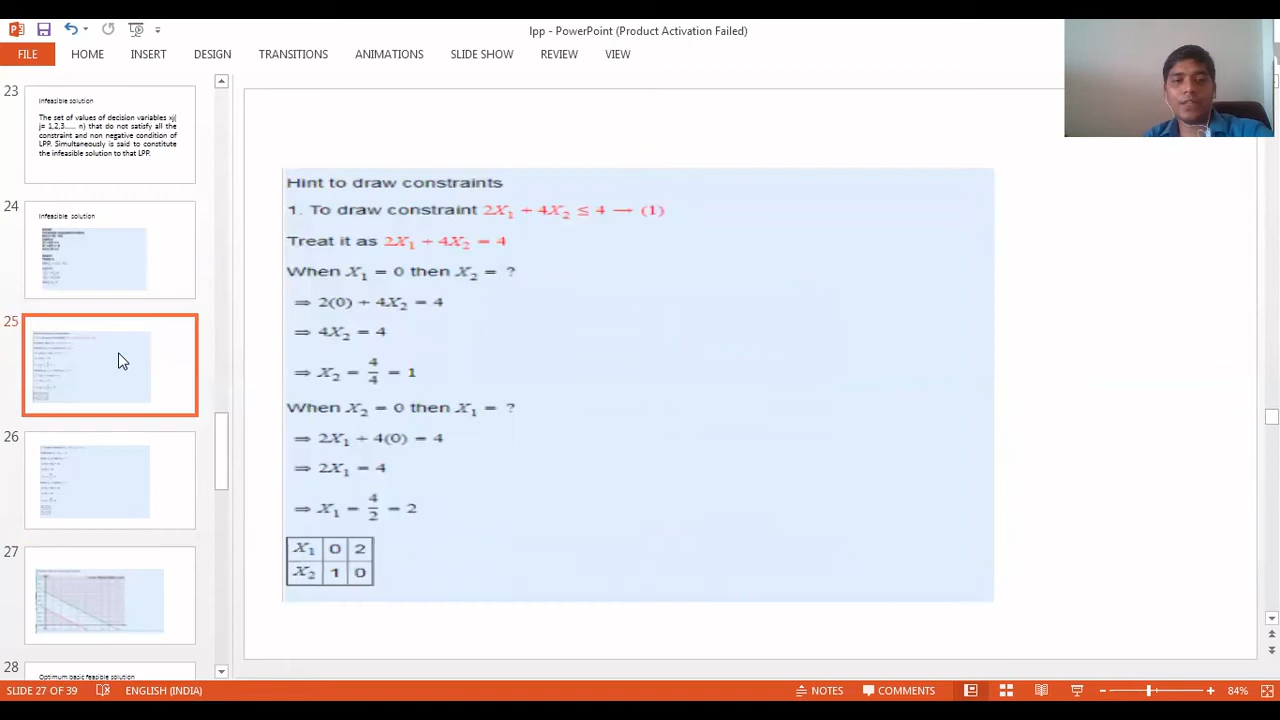 lpp - PowerPoint (Product Activation Failed)
FILE HOME INSERT DESIGN TRANSITIONS ANIMATIONS SLIDE SHOW REVIEW VIEW
23
Infeasible solution
The set of values of decision variables xj(
j= 1,2,3..... n) that do not satisfy all the
constraint and non negative condition of
LPP. Simultaneously is said to constitute
the infeasible solution to that LPP.
24
Infeasible solution
25
26
27
28
Optimum basic feasible solution
Hint to draw constraints
1. To draw constraint 2X₁ + 4X₂ ≤ 4 → (1)
Treat it as 2X₁ + 4X₂ = 4
When X₁ = 0 then X₂ = ?
⇒ 2(0) + 4X₂ = 4
⇒ 4X₂ = 4
⇒ X₂ = 4/4 = 1
When X₂ = 0 then X₁ = ?
⇒ 2X₁ + 4(0) = 4
⇒ 2X₁ = 4
⇒ X₁ = 4/2 = 2
X₁ 0 2
X₂ 1 0
SLIDE 27 OF 39 ENGLISH (INDIA) NOTES COMMENTS 84%